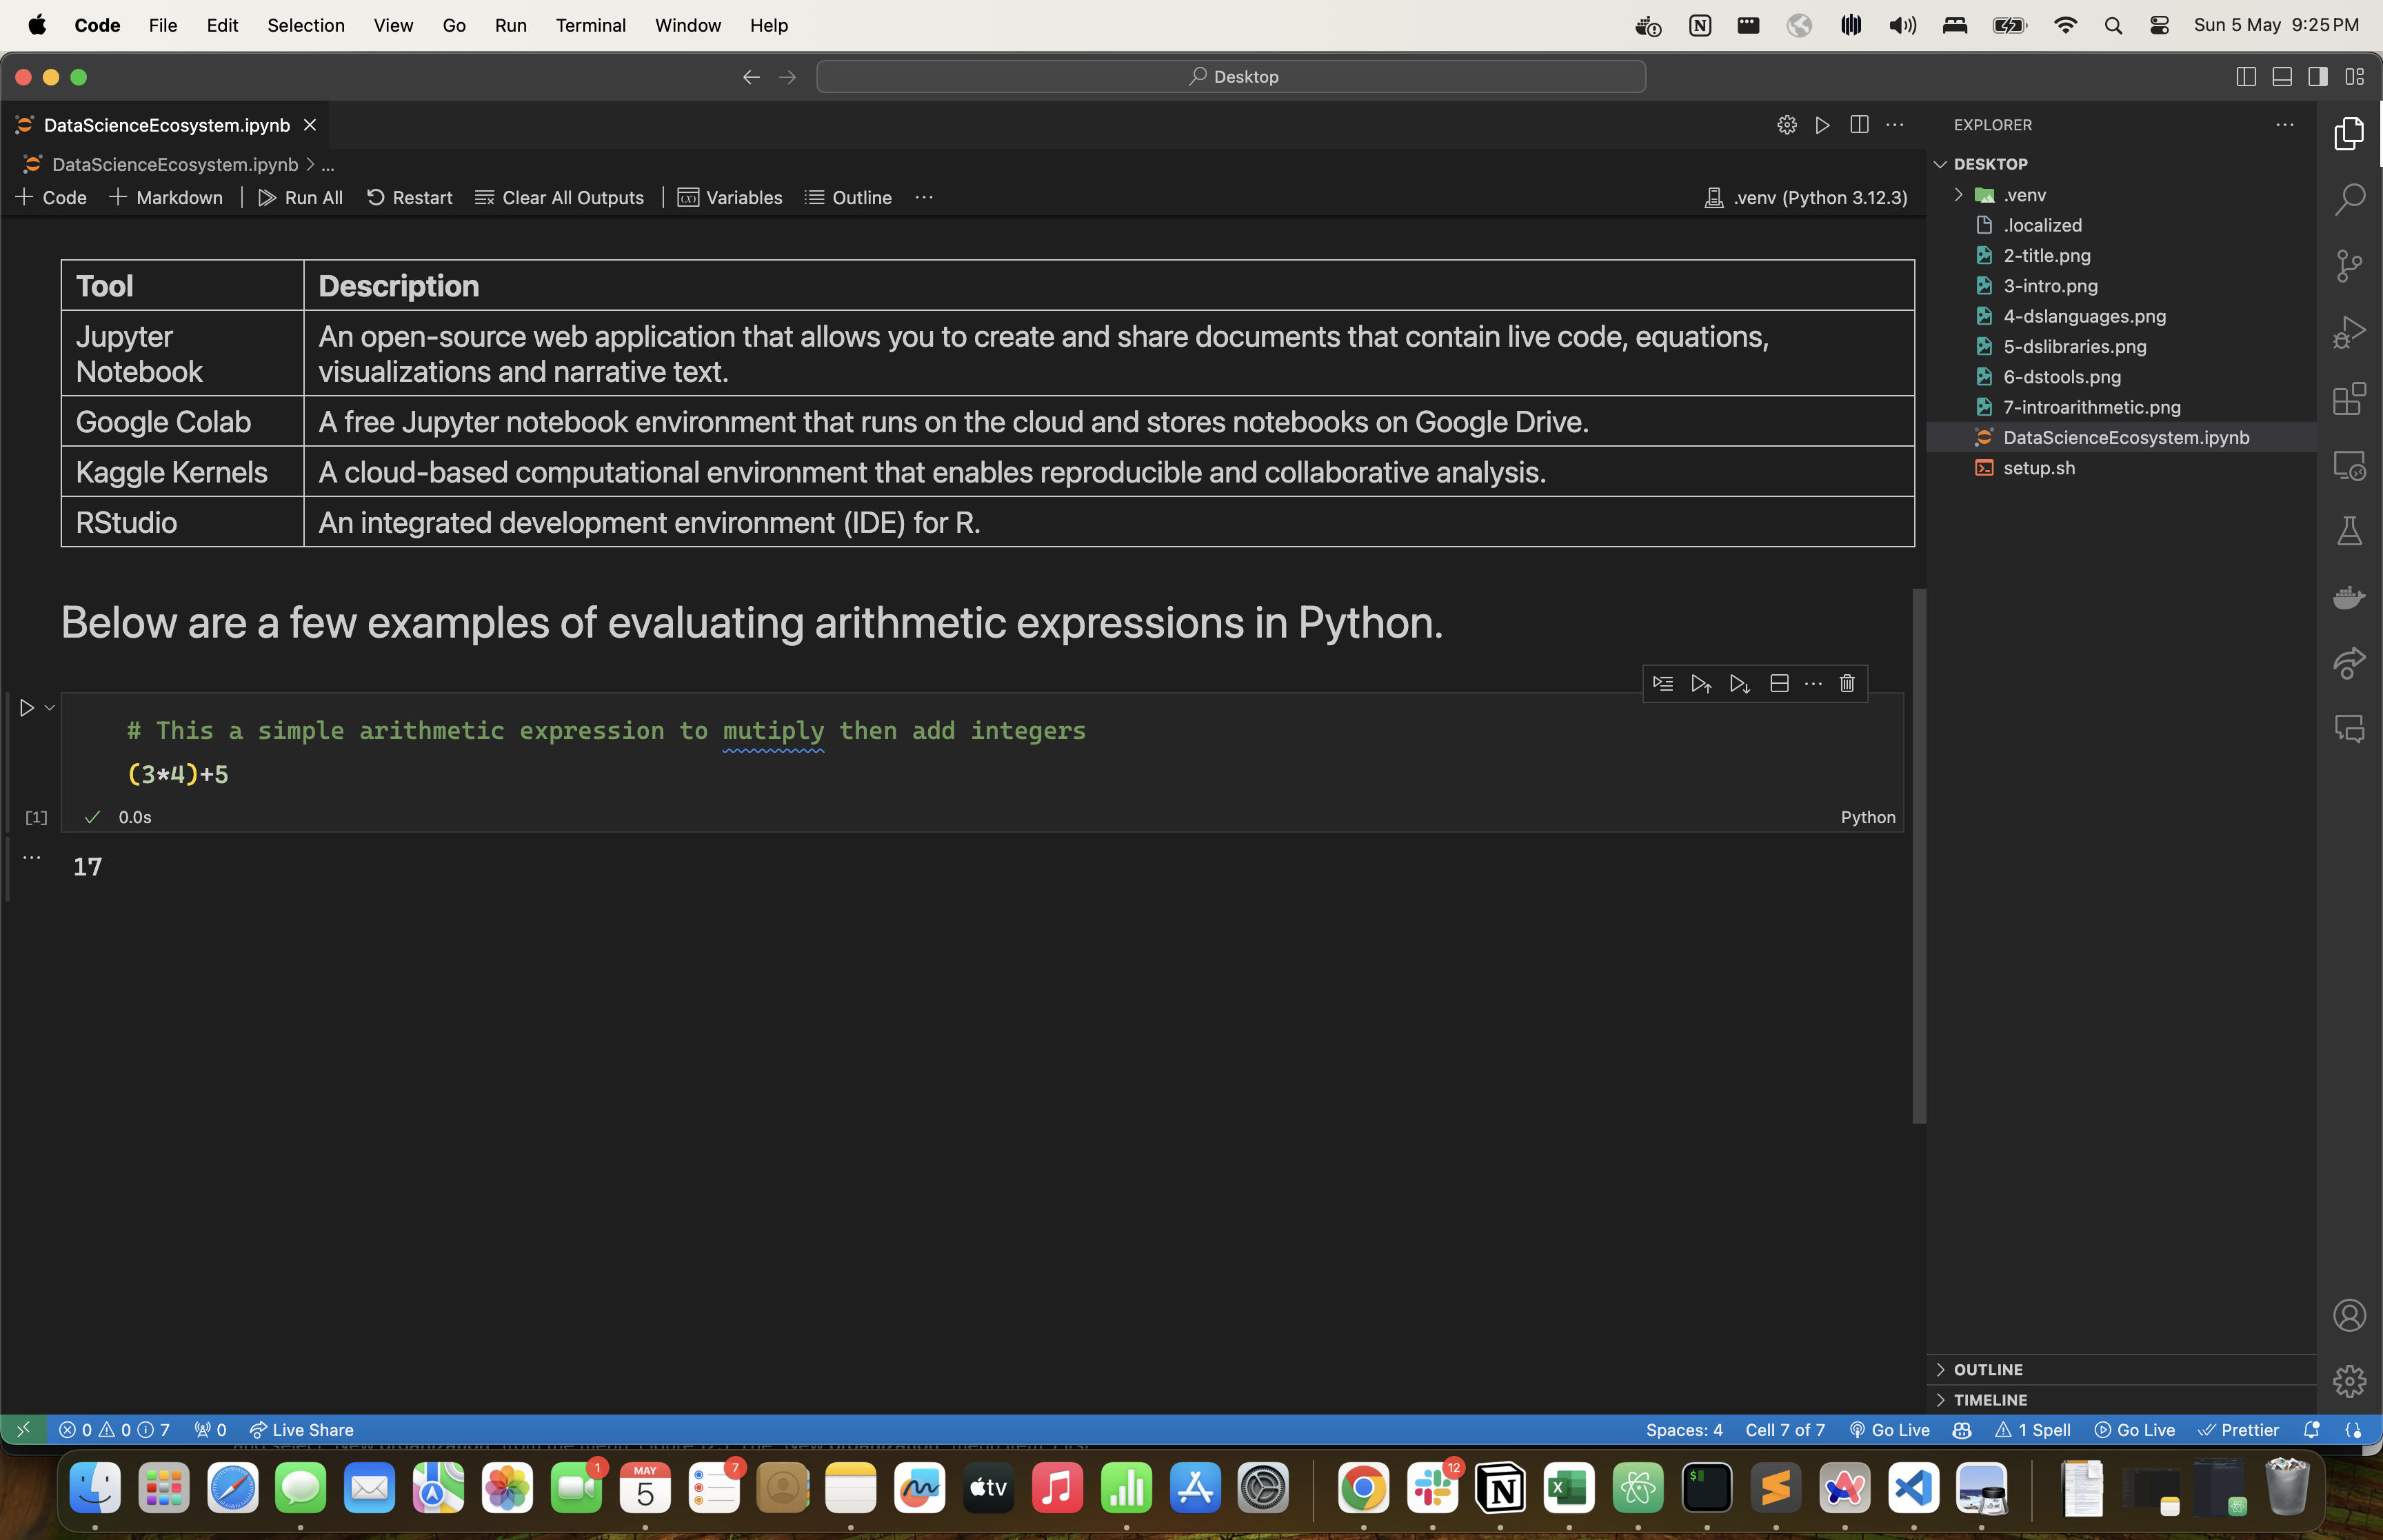 Code File Edit Selection View Go Run Terminal Window Help Sun 5 May 9:25 PM
Desktop
DataScienceEcosystem.ipynb
DataScienceEcosystem.ipynb > ...
Code Markdown Run All Restart Clear All Outputs Variables Outline ... .venv (Python 3.12.3)
Tool Description
Jupyter
Notebook
An open-source web application that allows you to create and share documents that contain live code, equations,
visualizations and narrative text.
Google Colab A free Jupyter notebook environment that runs on the cloud and stores notebooks on Google Drive.
Kaggle Kernels A cloud-based computational environment that enables reproducible and collaborative analysis.
RStudio An integrated development environment (IDE) for R.
Below are a few examples of evaluating arithmetic expressions in Python.
# This a simple arithmetic expression to mutiply then add integers
(3*4)+5
[1] 0.0s Python
... 17
EXPLORER
DESKTOP
.venv
.localized
2-title.png
3-intro.png
4-dslanguages.png
5-dslibraries.png
6-dstools.png
7-introarithmetic.png
DataScienceEcosystem.ipynb
setup.sh
OUTLINE
TIMELINE
0 0 7 0 Live Share Spaces: 4 Cell 7 of 7 Go Live 1 Spell Go Live Prettier
1 MAY 5 7 tv 12 N $